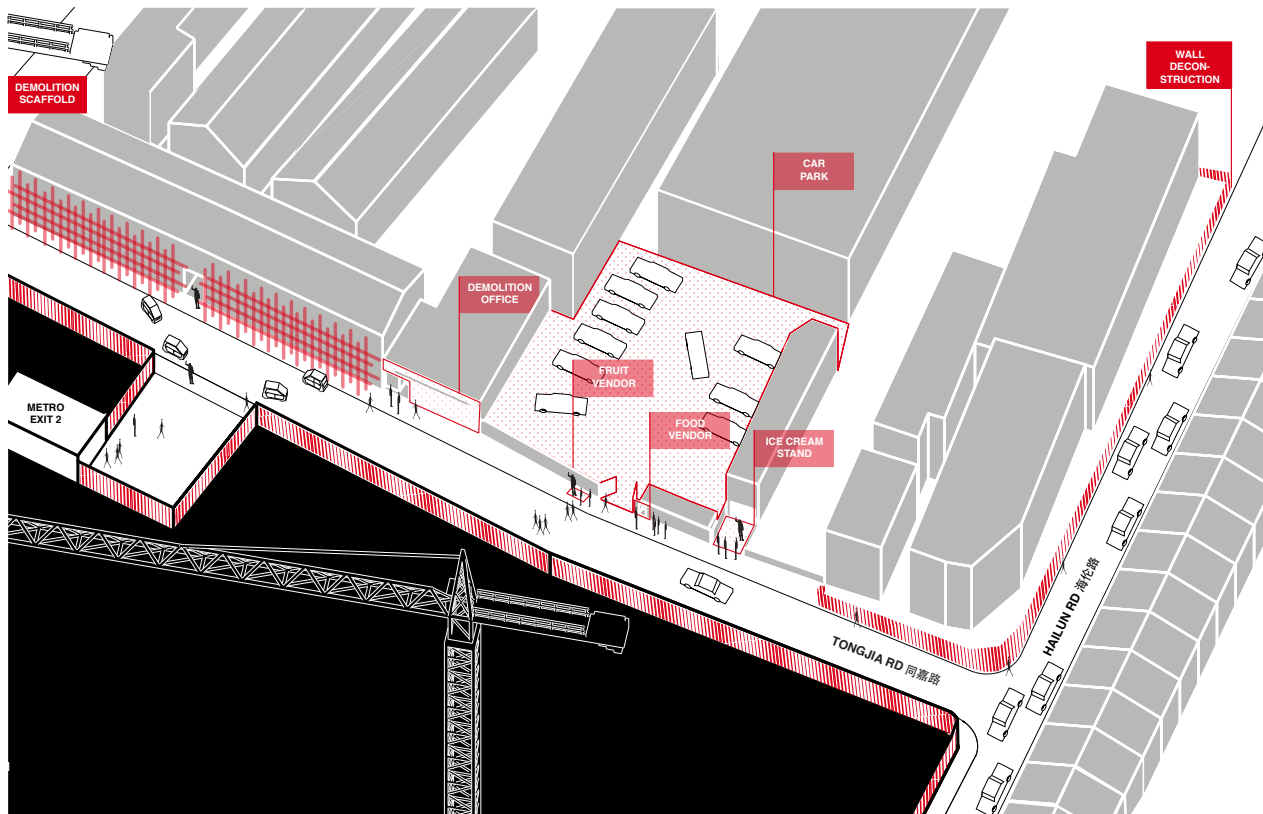 WALL
DECON-
STRUCTION
DEMOLITION
SCAFFOLD
CAR
PARK
DEMOLITION
OFFICE
FRUIT
VENDOR
FOOD
VENDOR
ICE CREAM
STAND
METRO
EXIT 2
TONGJIA RD 同嘉路
HAILUN RD 海伦路